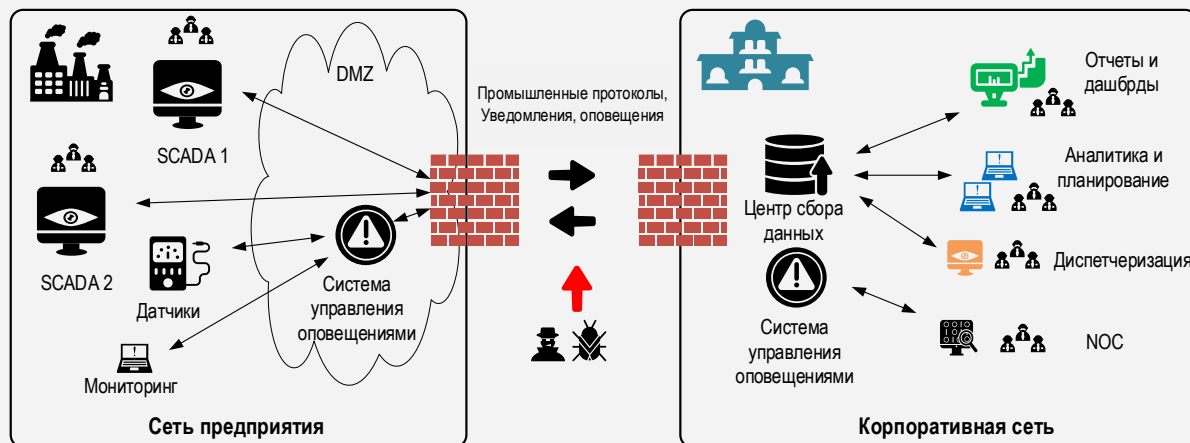 DMZ
SCADA 1
SCADA 2
Датчики
Мониторинг
Система
управления
оповещениями
Сеть предприятия
Промышленные протоколы,
Уведомления, оповещения
Центр сбора
данных
Система
управления
оповещениями
Отчеты и
дашбрды
Аналитика и
планирование
Диспетчеризация
NOC
Корпоративная сеть